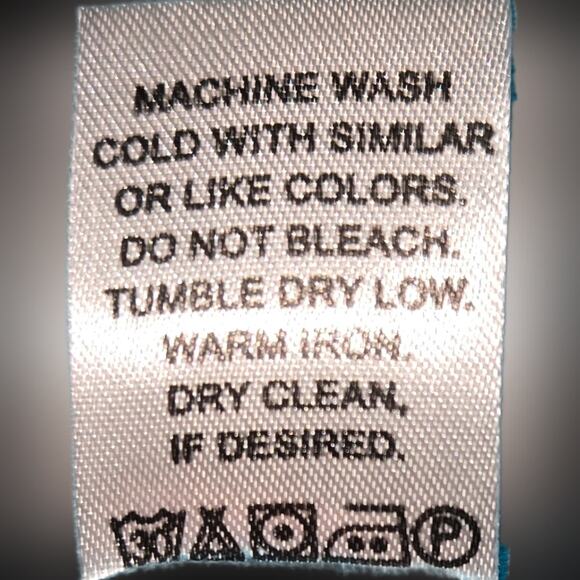 MACHINE WASH
COLD WITH SIMILAR
OR LIKE COLORS.
DO NOT BLEACH.
TUMBLE DRY LOW.
WARM IRON.
DRY CLEAN,
IF DESIRED.
30 P